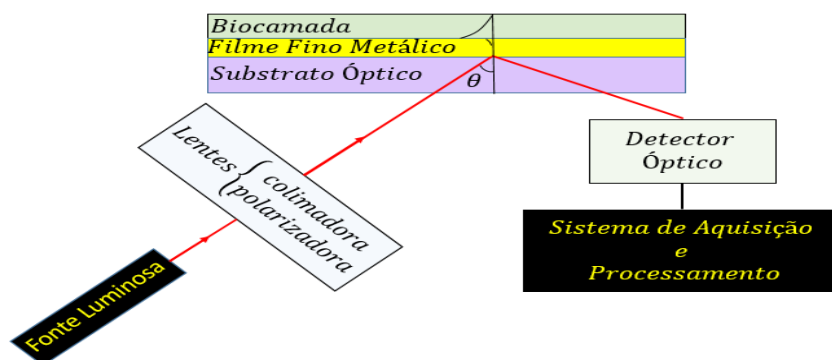 Biocamada
Filme Fino Metálico
Substrato Óptico
θ
Lentes
colimadora
polarizadora
Fonte Luminosa
Detector
Óptico
Sistema de Aquisição
e
Processamento